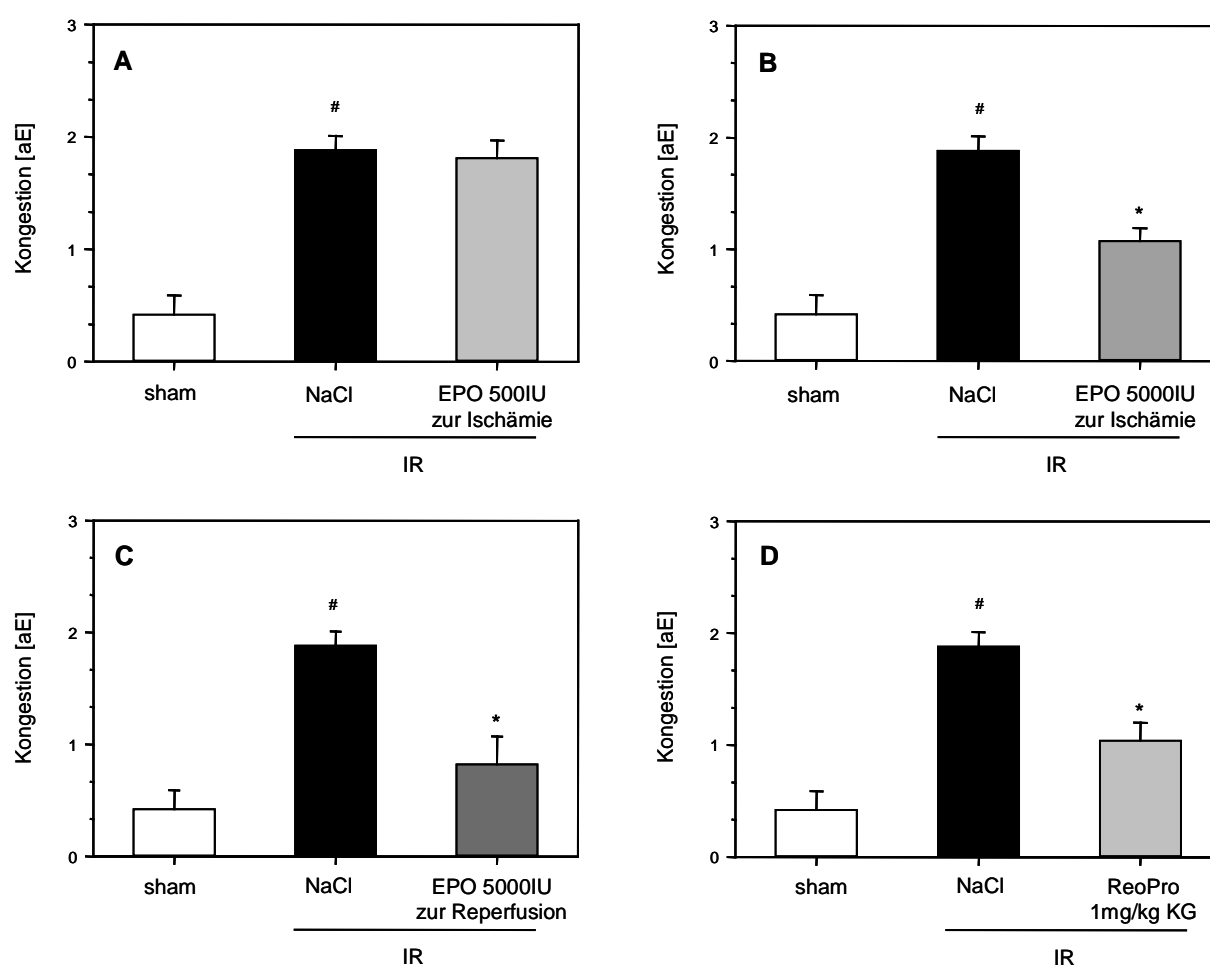 A
Kongestion [aE]
3
2
1
0
#
sham
NaCl
EPO 500IU
zur Ischämie
IR
B
Kongestion [aE]
3
2
1
0
#
*
sham
NaCl
EPO 5000IU
zur Ischämie
IR
C
Kongestion [aE]
3
2
1
0
#
*
sham
NaCl
EPO 5000IU
zur Reperfusion
IR
D
Kongestion [aE]
3
2
1
0
#
*
sham
NaCl
ReoPro
1mg/kg KG
IR